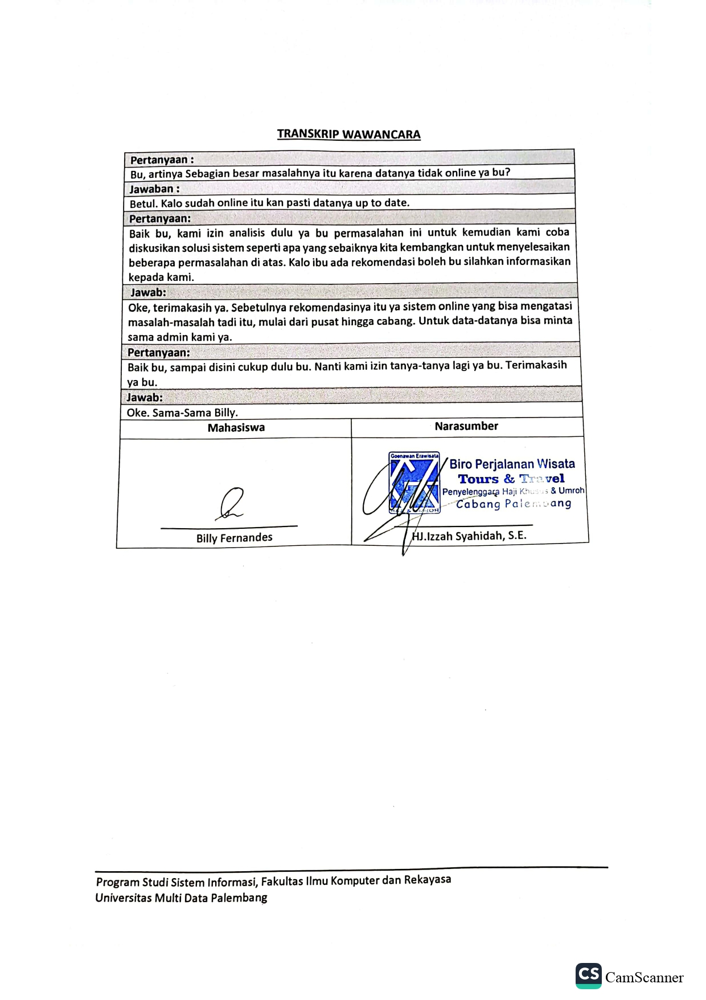 TRANSKRIP WAWANCARA
Pertanyaan :
Bu, artinya Sebagian besar masalahnya itu karena datanya tidak online ya bu?
Jawaban :
Betul. Kalo sudah online itu kan pasti datanya up to date.
Pertanyaan:
Baik bu, kami izin analisis dulu ya bu permasalahan ini untuk kemudian kami coba
diskusikan solusi sistem seperti apa yang sebaiknya kita kembangkan untuk menyelesaikan
beberapa permasalahan di atas. Kalo ibu ada rekomendasi boleh bu silahkan informasikan
kepada kami.
Jawab:
Oke, terimakasih ya. Sebetulnya rekomendasinya itu ya sistem online yang bisa mengatasi
masalah-masalah tadi itu, mulai dari pusat hingga cabang. Untuk data-datanya bisa minta
sama admin kami ya.
Pertanyaan:
Baik bu, sampai disini cukup dulu bu. Nanti kami izin tanya-tanya lagi ya bu. Terimakasih
ya bu.
Jawab:
Oke. Sama-Sama Billy.
Mahasiswa
Narasumber
Goenawan Erawisata
Biro Perjalanan Wisata
Tours & Travel
Penyelenggara Haji Khusus & Umroh
Cabang Palembang
Billy Fernandes
HJ.Izzah Syahidah, S.E.
Program Studi Sistem Informasi, Fakultas Ilmu Komputer dan Rekayasa
Universitas Multi Data Palembang
CS CamScanner